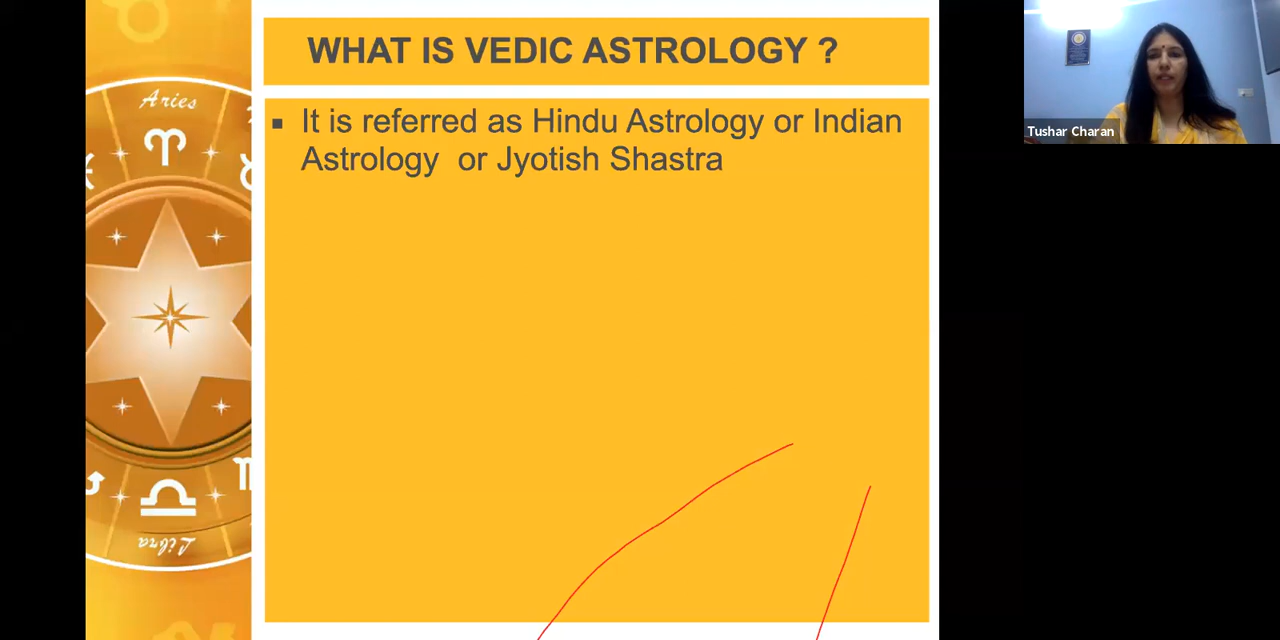 WHAT IS VEDIC ASTROLOGY ?
▪ It is referred as Hindu Astrology or Indian
Astrology or Jyotish Shastra
Aries
Libra
Tushar Charan